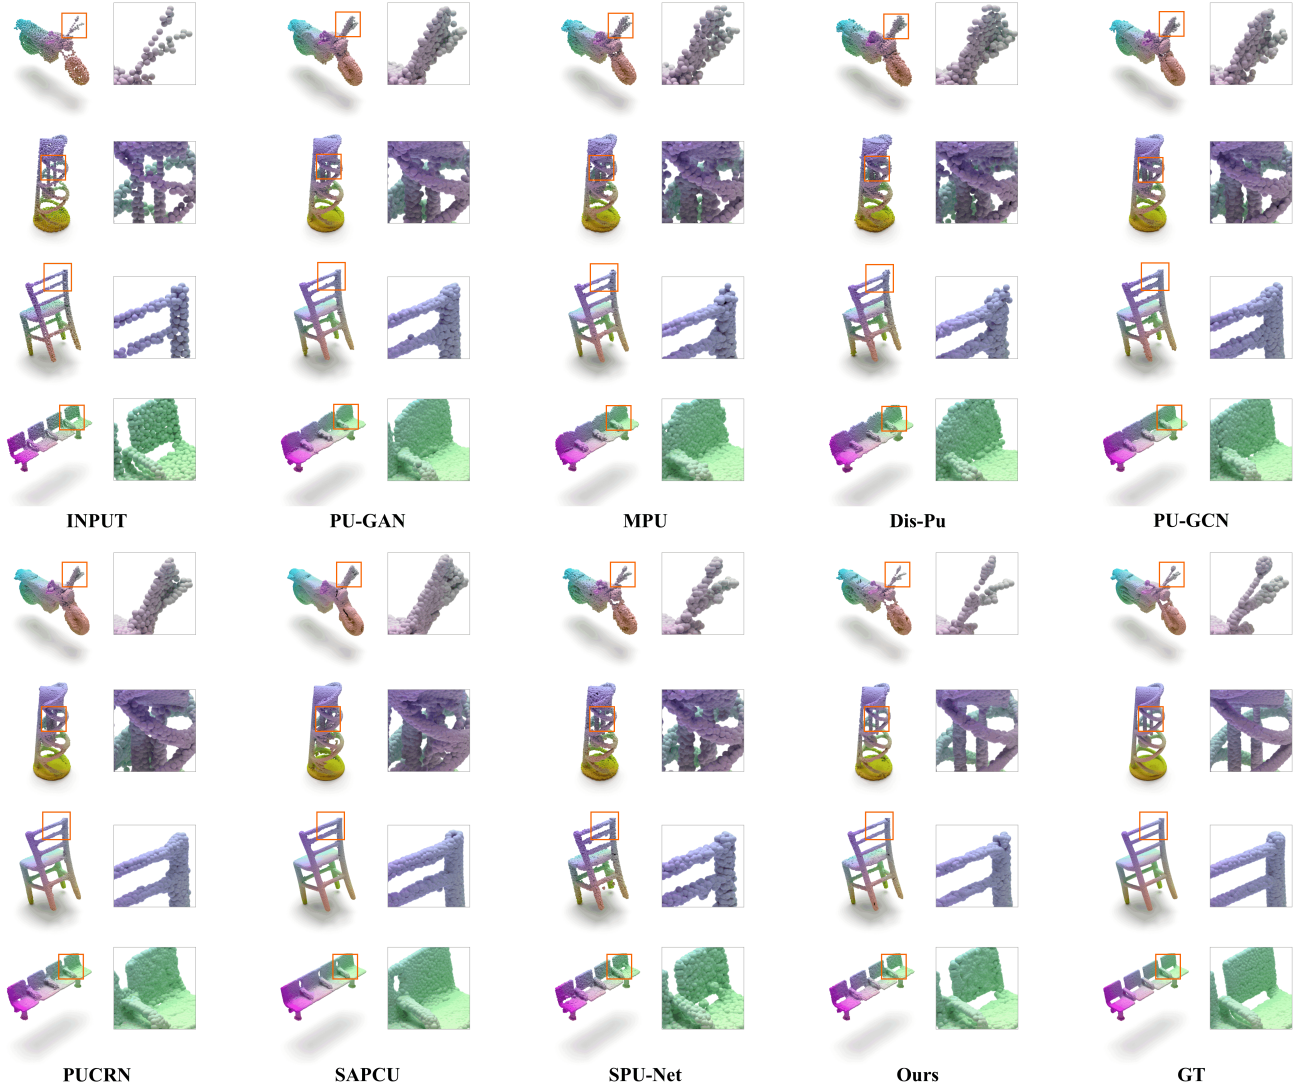 INPUT
PU-GAN
MPU
Dis-Pu
PU-GCN
PUCRN
SAPCU
SPU-Net
Ours
GT